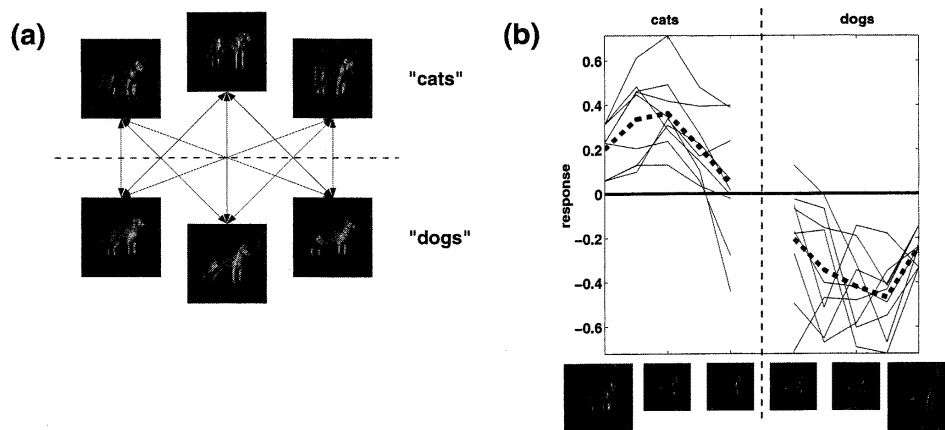 (a)
"cats"
"dogs"
(b)
cats
dogs
response
0.6
0.4
0.2
0
-0.2
-0.4
-0.6